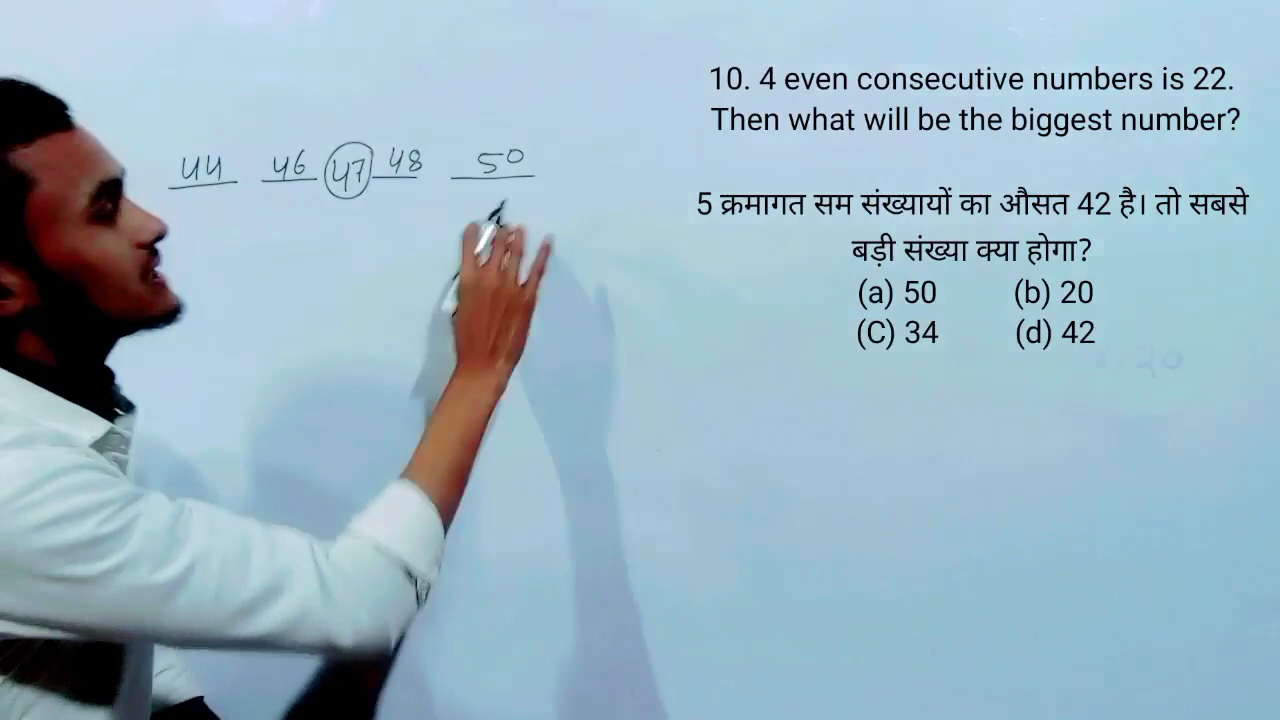 44 46 47 48 50
10. 4 even consecutive numbers is 22.
Then what will be the biggest number?
5 क्रमागत सम संख्यायों का औसत 42 है। तो सबसे
बड़ी संख्या क्या होगा?
(a) 50 (b) 20
(C) 34 (d) 42